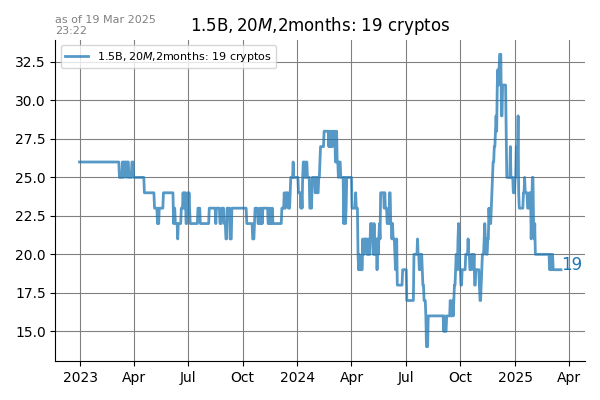 as of 19 Mar 2025
23:22
1.5B, 20M,2months: 19 cryptos
1.5B, 20M,2months: 19 cryptos
32.5
30.0
27.5
25.0
22.5
20.0
17.5
15.0
19
2023 Apr Jul Oct 2024 Apr Jul Oct 2025 Apr